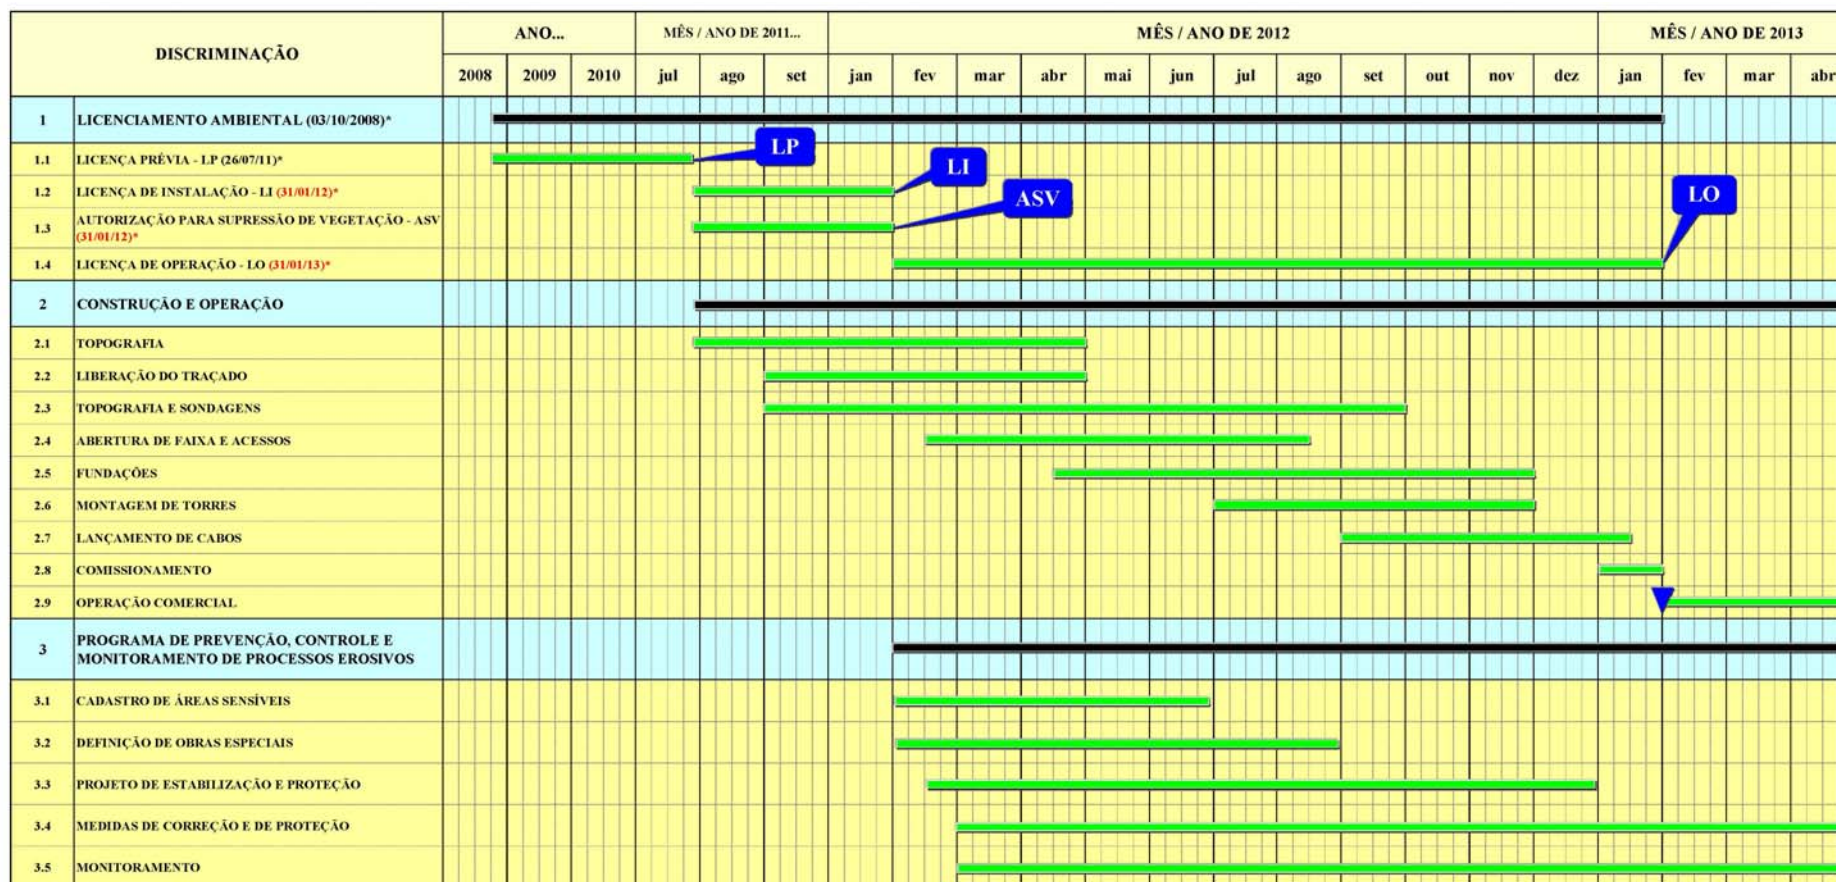 DISCRIMINAÇÃO
ANO...
MÊS / ANO DE 2011...
MÊS / ANO DE 2012
MÊS / ANO DE 2013
2008 2009 2010 jul ago set jan fev mar abr mai jun jul ago set out nov dez jan fev mar abr
1 LICENCIAMENTO AMBIENTAL (03/10/2008)*
1.1 LICENÇA PRÉVIA - LP (26/07/11)*
LP
1.2 LICENÇA DE INSTALAÇÃO - LI (31/01/12)*
LI
1.3 AUTORIZAÇÃO PARA SUPRESSÃO DE VEGETAÇÃO - ASV
(31/01/12)*
ASV
1.4 LICENÇA DE OPERAÇÃO - LO (31/01/13)*
LO
2 CONSTRUÇÃO E OPERAÇÃO
2.1 TOPOGRAFIA
2.2 LIBERAÇÃO DO TRAÇADO
2.3 TOPOGRAFIA E SONDAGENS
2.4 ABERTURA DE FAIXA E ACESSOS
2.5 FUNDAÇÕES
2.6 MONTAGEM DE TORRES
2.7 LANÇAMENTO DE CABOS
2.8 COMISSIONAMENTO
2.9 OPERAÇÃO COMERCIAL
3 PROGRAMA DE PREVENÇÃO, CONTROLE E
MONITORAMENTO DE PROCESSOS EROSIVOS
3.1 CADASTRO DE ÁREAS SENSÍVEIS
3.2 DEFINIÇÃO DE OBRAS ESPECIAIS
3.3 PROJETO DE ESTABILIZAÇÃO E PROTEÇÃO
3.4 MEDIDAS DE CORREÇÃO E DE PROTEÇÃO
3.5 MONITORAMENTO